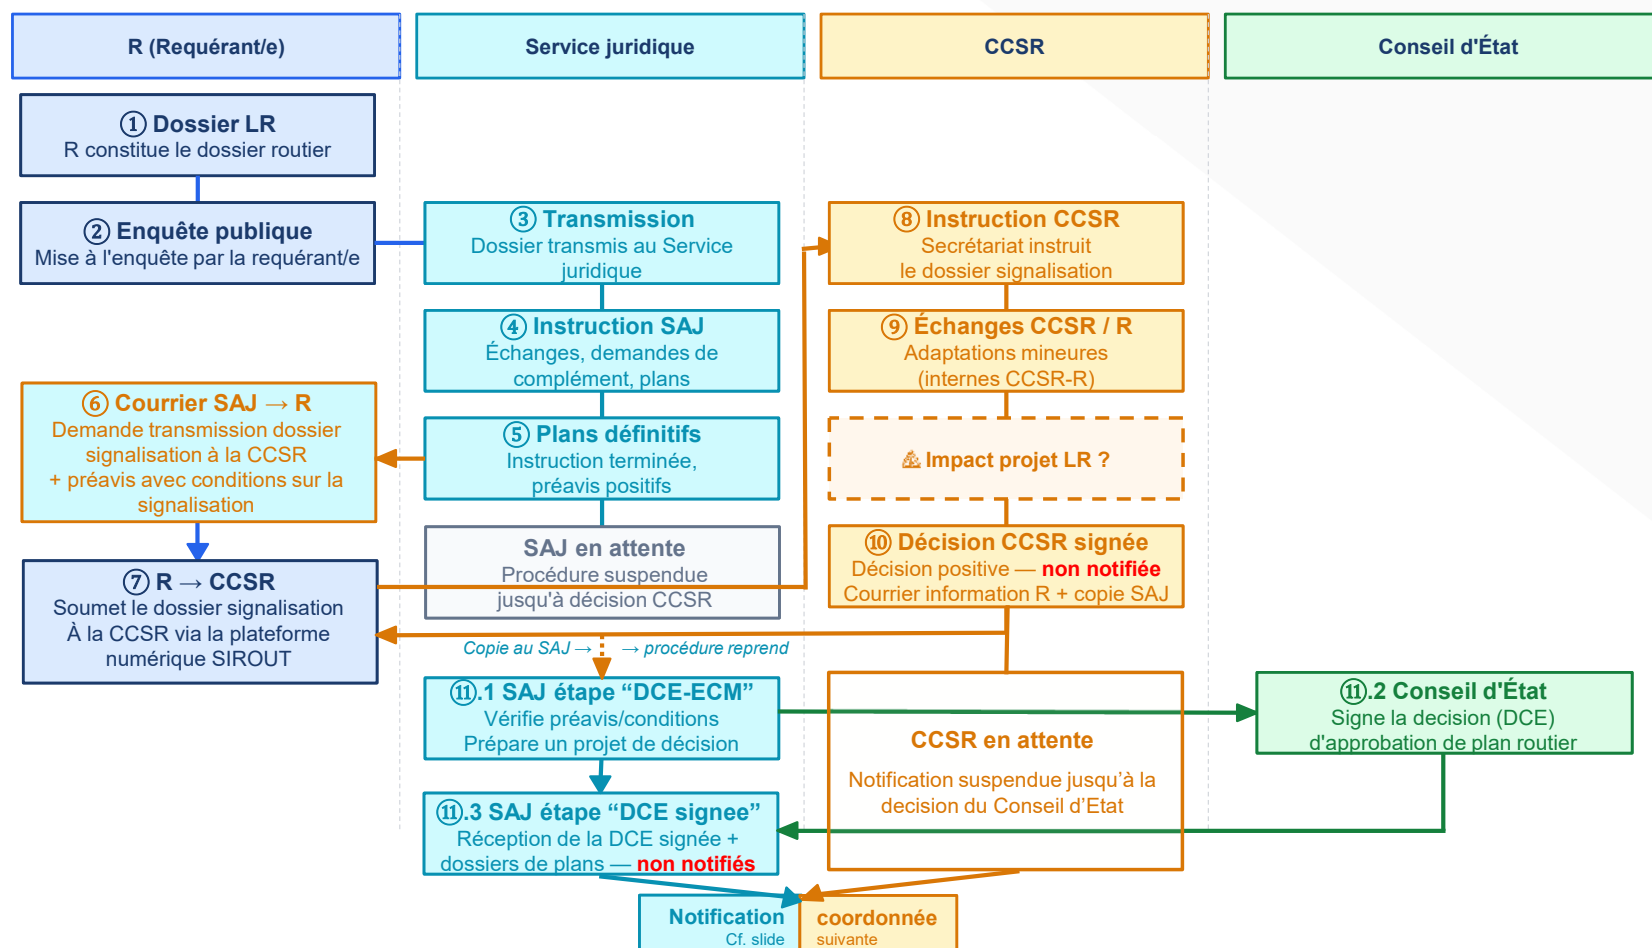 R (Requérant/e)
Service juridique
CCSR
Conseil d'État
① Dossier LR
R constitue le dossier routier
② Enquête publique
Mise à l'enquête par la requérant/e
③ Transmission
Dossier transmis au Service
juridique
④ Instruction SAJ
Échanges, demandes de
complément, plans
⑤ Plans définitifs
Instruction terminée,
préavis positifs
SAJ en attente
Procédure suspendue
jusqu'à décision CCSR
⑥ Courrier SAJ → R
Demande transmission dossier
signalisation à la CCSR
+ préavis avec conditions sur la
signalisation
⑦ R → CCSR
Soumet le dossier signalisation
À la CCSR via la plateforme
numérique SIROUT
⑧ Instruction CCSR
Secrétariat instruit
le dossier signalisation
⑨ Échanges CCSR / R
Adaptations mineures
(internes CCSR-R)
Impact projet LR ?
⑩ Décision CCSR signée
Décision positive — non notifiée
Courrier information R + copie SAJ
Copie au SAJ → → procédure reprend
⑪.1 SAJ étape “DCE-ECM”
Vérifie préavis/conditions
Prépare un projet de décision
⑪.2 Conseil d'État
Signe la decision (DCE)
d'approbation de plan routier
CCSR en attente
Notification suspendue jusqu’à la
decision du Conseil d’Etat
⑪.3 SAJ étape “DCE signee”
Réception de la DCE signée +
dossiers de plans — non notifiés
Notification coordonnée
Cf. slide suivante